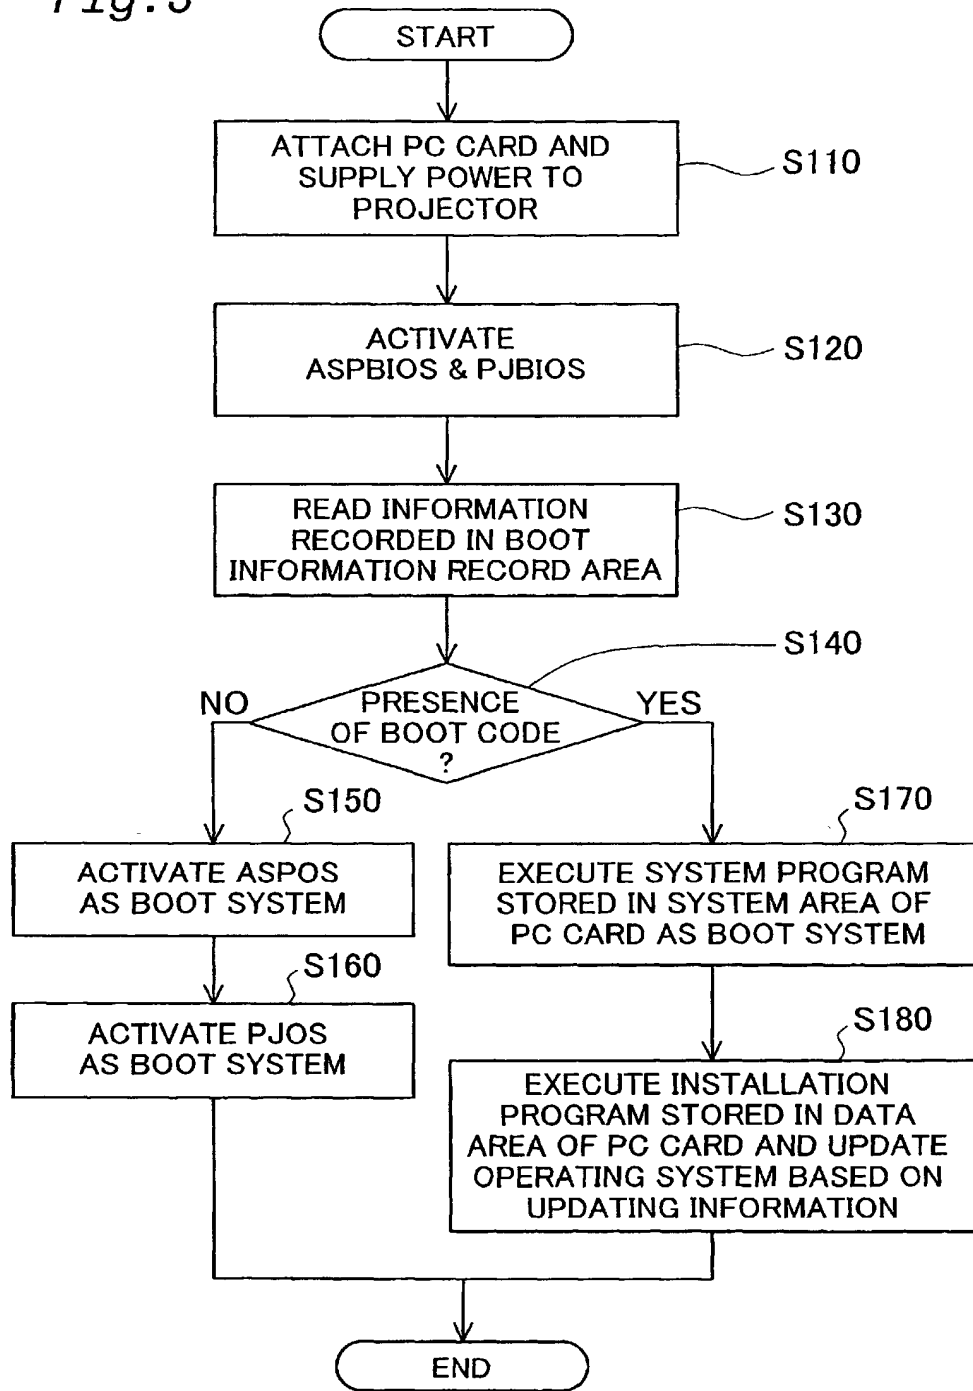 Fig.3
START
ATTACH PC CARD AND
SUPPLY POWER TO
PROJECTOR
S110
ACTIVATE
ASPBIOS & PJBIOS
S120
READ INFORMATION
RECORDED IN BOOT
INFORMATION RECORD AREA
S130
S140
PRESENCE
OF BOOT CODE
?
NO
YES
S150
ACTIVATE ASPOS
AS BOOT SYSTEM
S160
ACTIVATE PJOS
AS BOOT SYSTEM
S170
EXECUTE SYSTEM PROGRAM
STORED IN SYSTEM AREA OF
PC CARD AS BOOT SYSTEM
S180
EXECUTE INSTALLATION
PROGRAM STORED IN DATA
AREA OF PC CARD AND UPDATE
OPERATING SYSTEM BASED ON
UPDATING INFORMATION
END